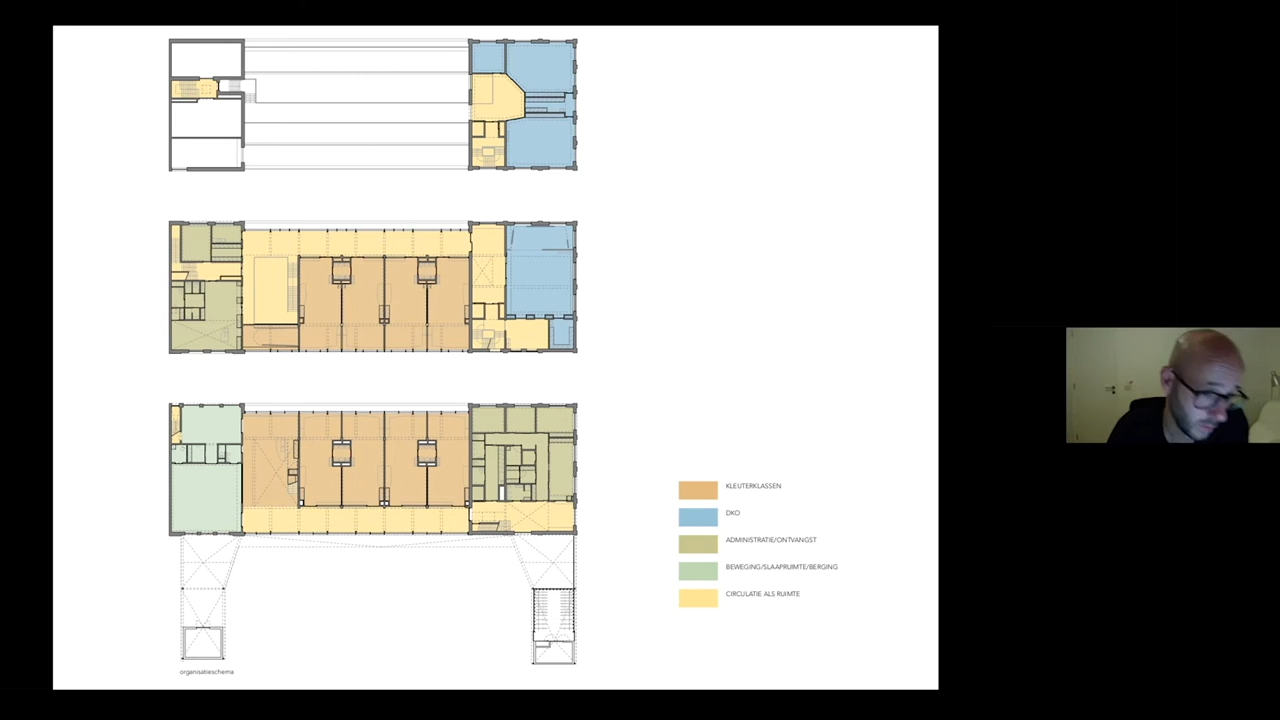 KLEUTERKLASSEN
DKO
ADMINISTRATIE/ONTVANGST
BEWEGING/SLAAPRUIMTE/BERGING
CIRCULATIE ALS RUIMTE
organisatieschema